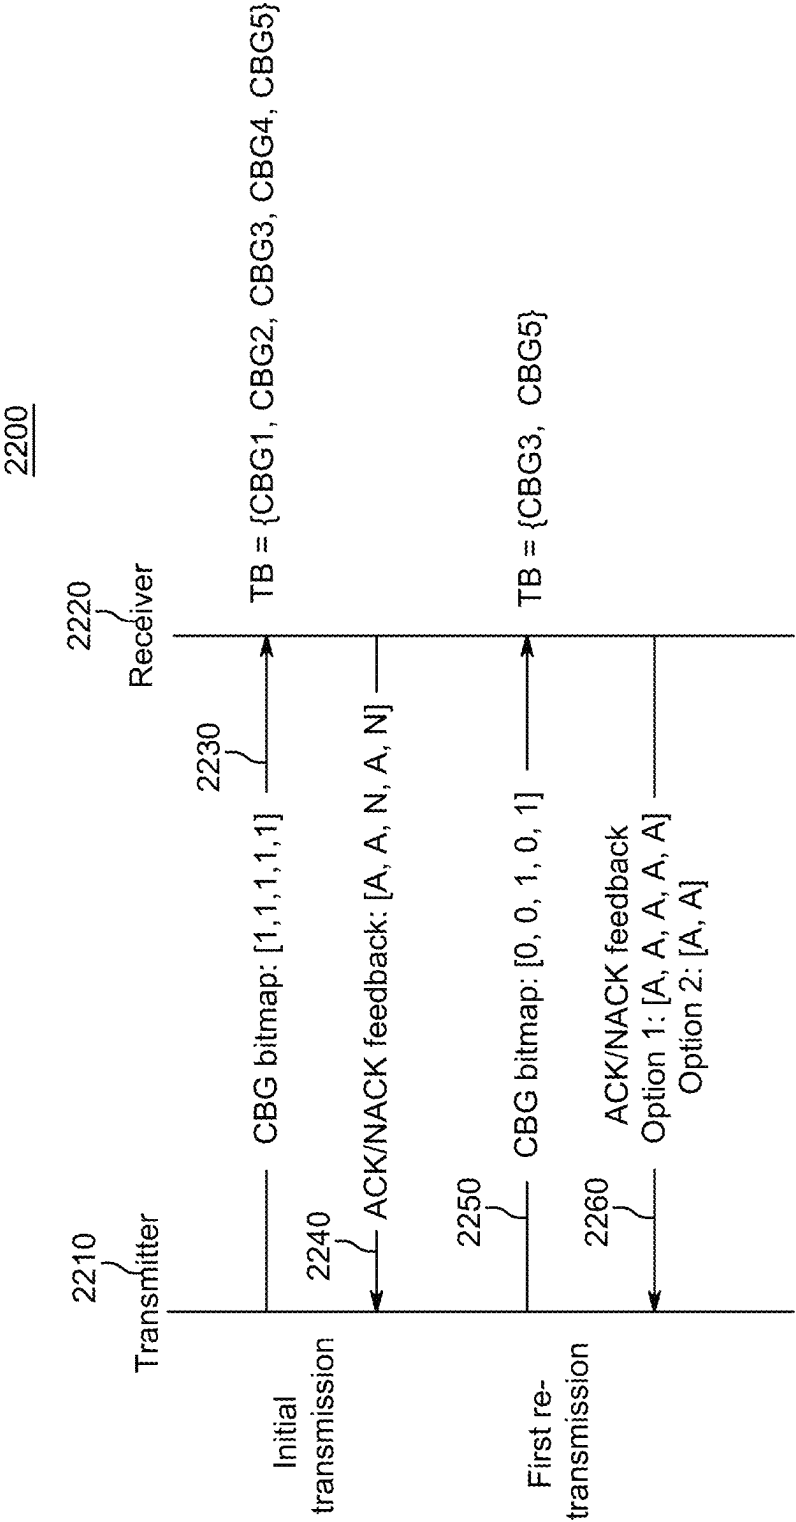 2200
2210
Transmitter
2220
Receiver
Initial
transmission
CBG bitmap: [1,1,1,1,1]
2230
TB = {CBG1, CBG2, CBG3, CBG4, CBG5}
2240
ACK/NACK feedback: [A, A, N, A, N]
First re-
transmission
2250
CBG bitmap: [0, 0, 1, 0, 1]
TB = {CBG3, CBG5}
2260
ACK/NACK feedback
Option 1: [A, A, A, A, A]
Option 2: [A, A]